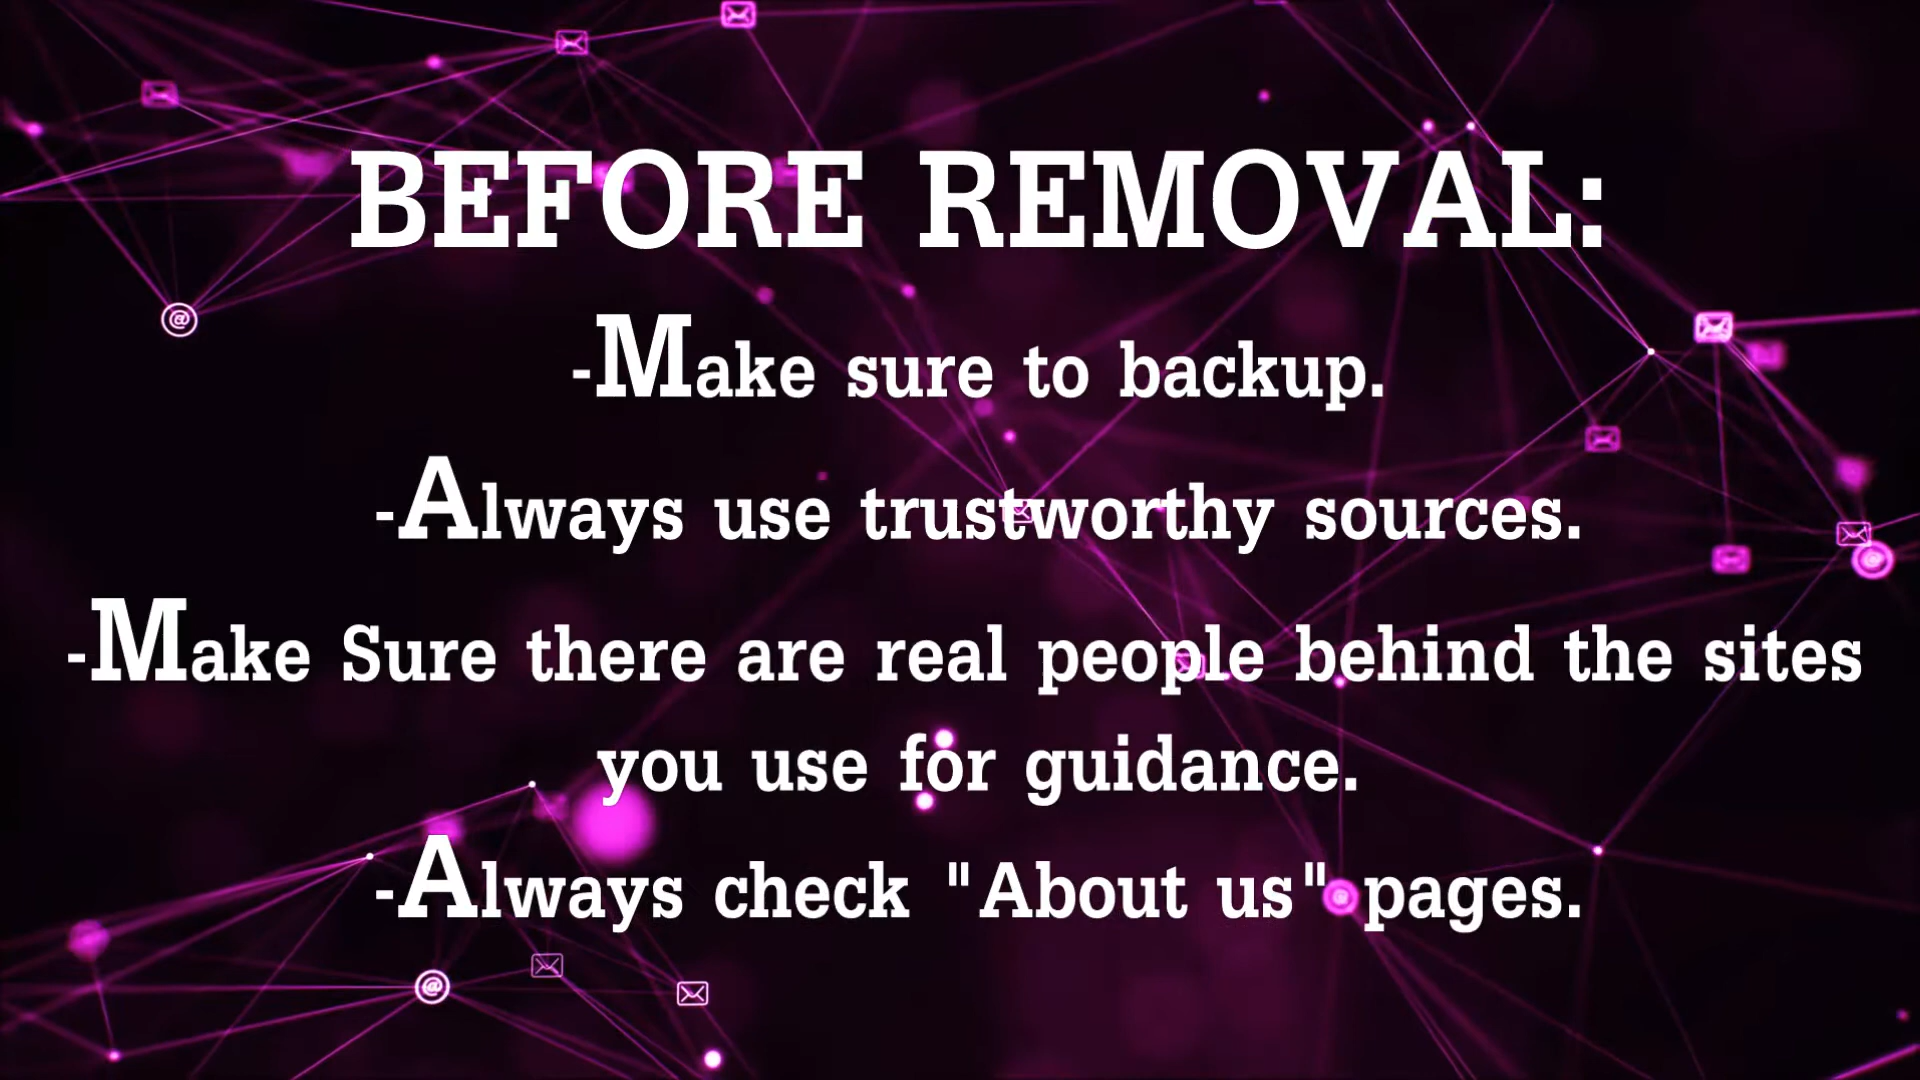 BEFORE REMOVAL:
-Make sure to backup.
-Always use trustworthy sources.
-Make Sure there are real people behind the sites
you use for guidance.
-Always check "About us" pages.